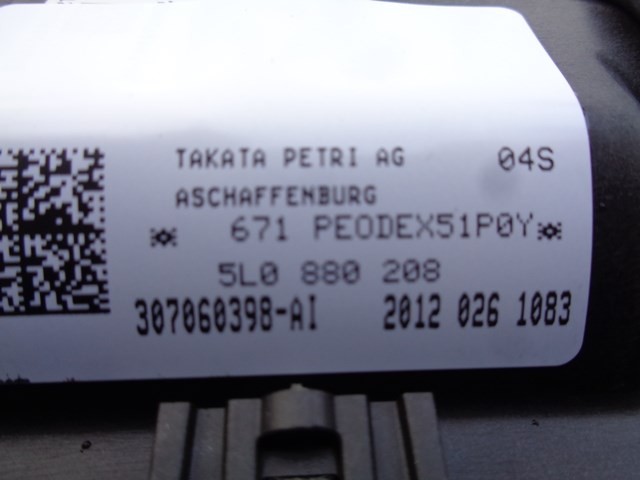 TAKATA PETRI AG 04S
ASCHAFFENBURG
671 PEODEX51P0Y
5L0 880 208
307060398-AI 2012 026 1083